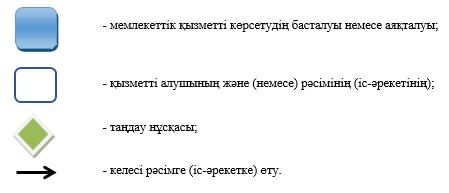 - мемлекеттік қызметті көрсетудің басталуы немесе аяқталуы;
- қызметті алушының және (немесе) рәсімінің (іс-әрекетінің);
- таңдау нұсқасы;
- келесі рәсімге (іс-әрекетке) өту.